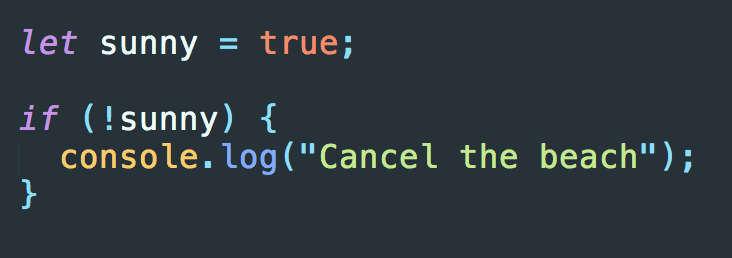 let sunny = true;
if (!sunny) {
  console.log("Cancel the beach");
}